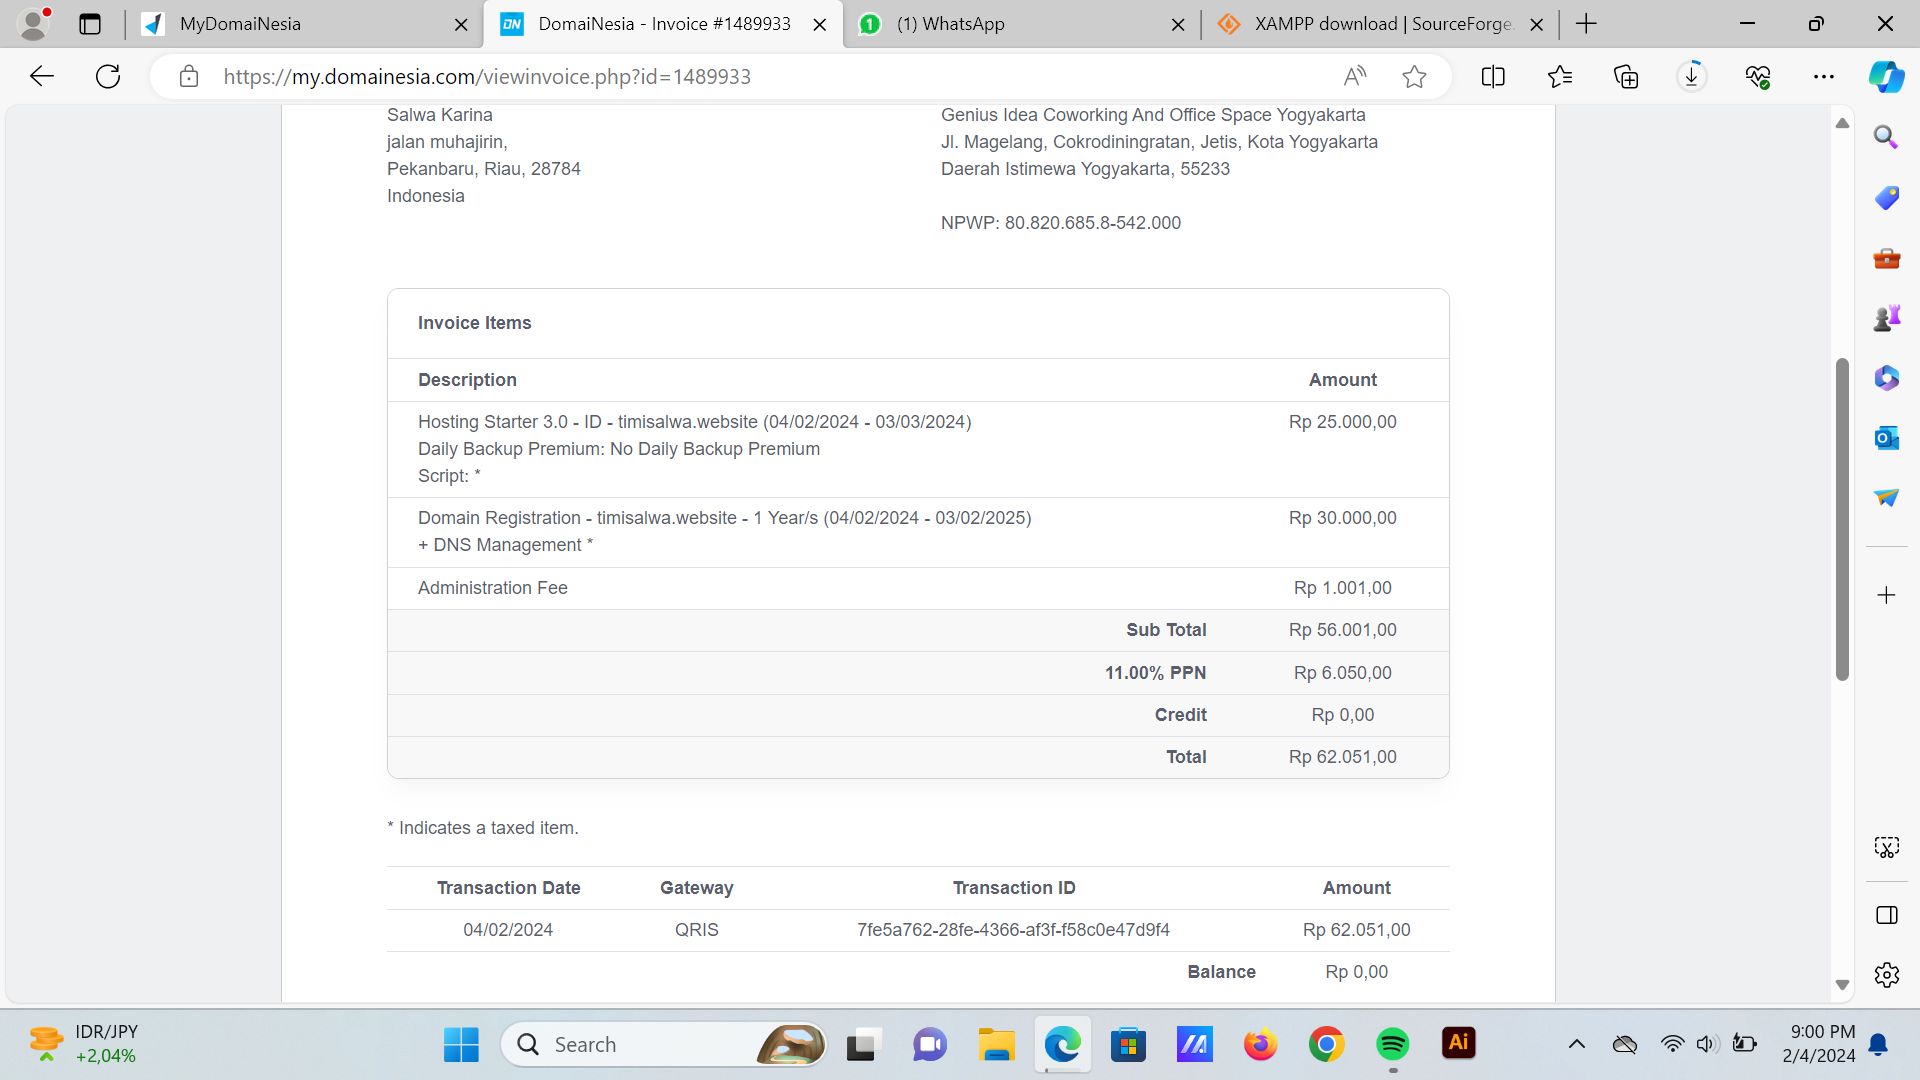 MyDomaiNesia
DN
DomaiNesia - Invoice #1489933
1
(1) WhatsApp
XAMPP download | SourceForge.
https://my.domainesia.com/viewinvoice.php?id=1489933
Salwa Karina
jalan muhajirin,
Pekanbaru, Riau, 28784
Indonesia
Genius Idea Coworking And Office Space Yogyakarta
Jl. Magelang, Cokrodiningratan, Jetis, Kota Yogyakarta
Daerah Istimewa Yogyakarta, 55233
NPWP: 80.820.685.8-542.000
Invoice Items
Description Amount
Hosting Starter 3.0 - ID - timisalwa.website (04/02/2024 - 03/03/2024) Rp 25.000,00
Daily Backup Premium: No Daily Backup Premium
Script: *
Domain Registration - timisalwa.website - 1 Year/s (04/02/2024 - 03/02/2025) Rp 30.000,00
+ DNS Management *
Administration Fee Rp 1.001,00
Sub Total Rp 56.001,00
11.00% PPN Rp 6.050,00
Credit Rp 0,00
Total Rp 62.051,00
* Indicates a taxed item.
Transaction Date Gateway Transaction ID Amount
04/02/2024 QRIS 7fe5a762-28fe-4366-af3f-f58c0e47d9f4 Rp 62.051,00
Balance Rp 0,00
IDR/JPY
+2,04%
Search
Ai
9:00 PM
2/4/2024